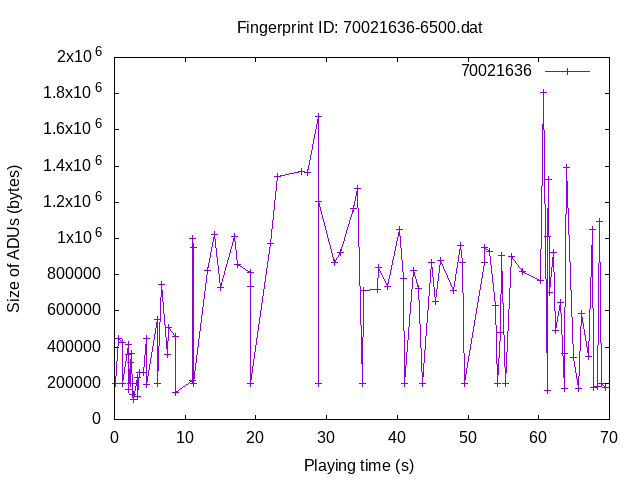 Fingerprint ID: 70021636-6500.dat
70021636
2x10^6
1.8x10^6
1.6x10^6
1.4x10^6
1.2x10^6
1x10^6
800000
600000
400000
200000
0
Size of ADUs (bytes)
0 10 20 30 40 50 60 70
Playing time (s)